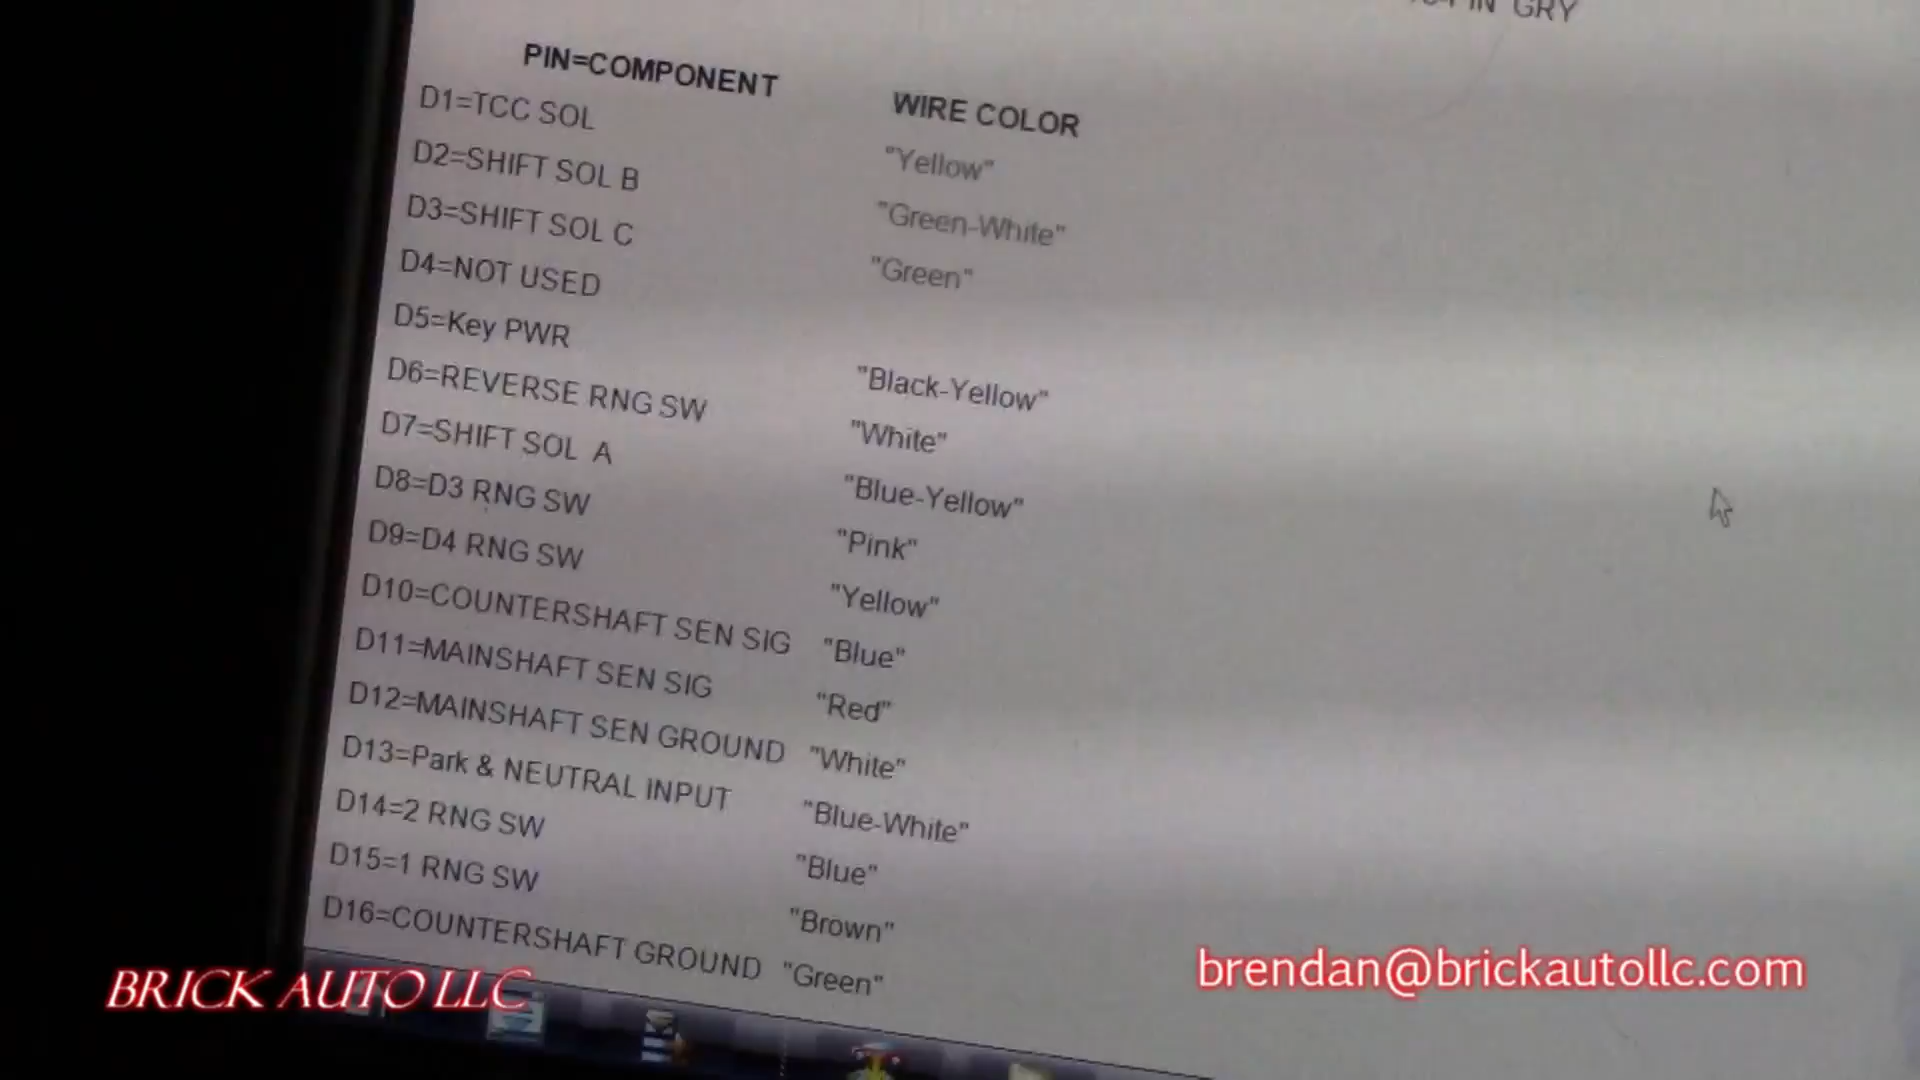 PIN GRY
PIN=COMPONENT WIRE COLOR
D1=TCC SOL "Yellow"
D2=SHIFT SOL B "Green-White"
D3=SHIFT SOL C "Green"
D4=NOT USED
D5=Key PWR "Black-Yellow"
D6=REVERSE RNG SW "White"
D7=SHIFT SOL A "Blue-Yellow"
D8=D3 RNG SW "Pink"
D9=D4 RNG SW "Yellow"
D10=COUNTERSHAFT SEN SIG "Blue"
D11=MAINSHAFT SEN SIG "Red"
D12=MAINSHAFT SEN GROUND "White"
D13=Park & NEUTRAL INPUT "Blue-White"
D14=2 RNG SW "Blue"
D15=1 RNG SW "Brown"
D16=COUNTERSHAFT GROUND "Green"
BRICK AUTO LLC
brendan@brickautollc.com